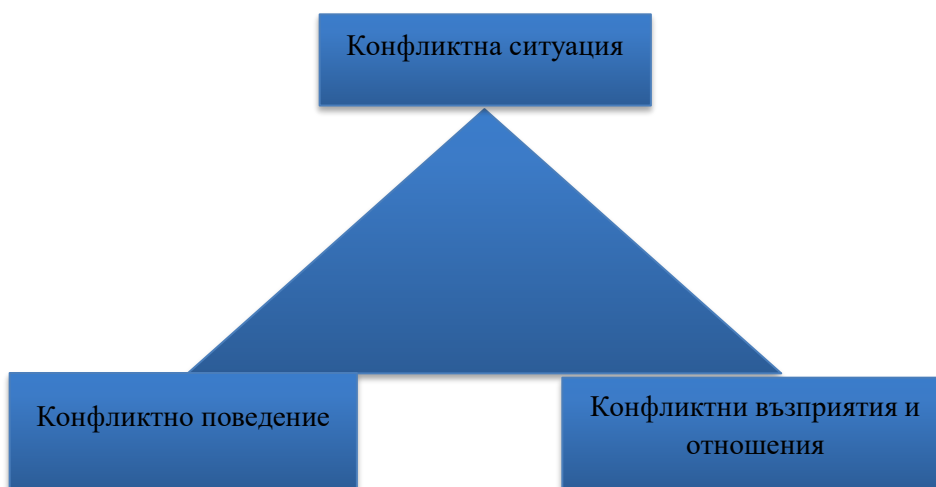 Конфликтна ситуация
Конфликтно поведение
Конфликтни възприятия и
отношения